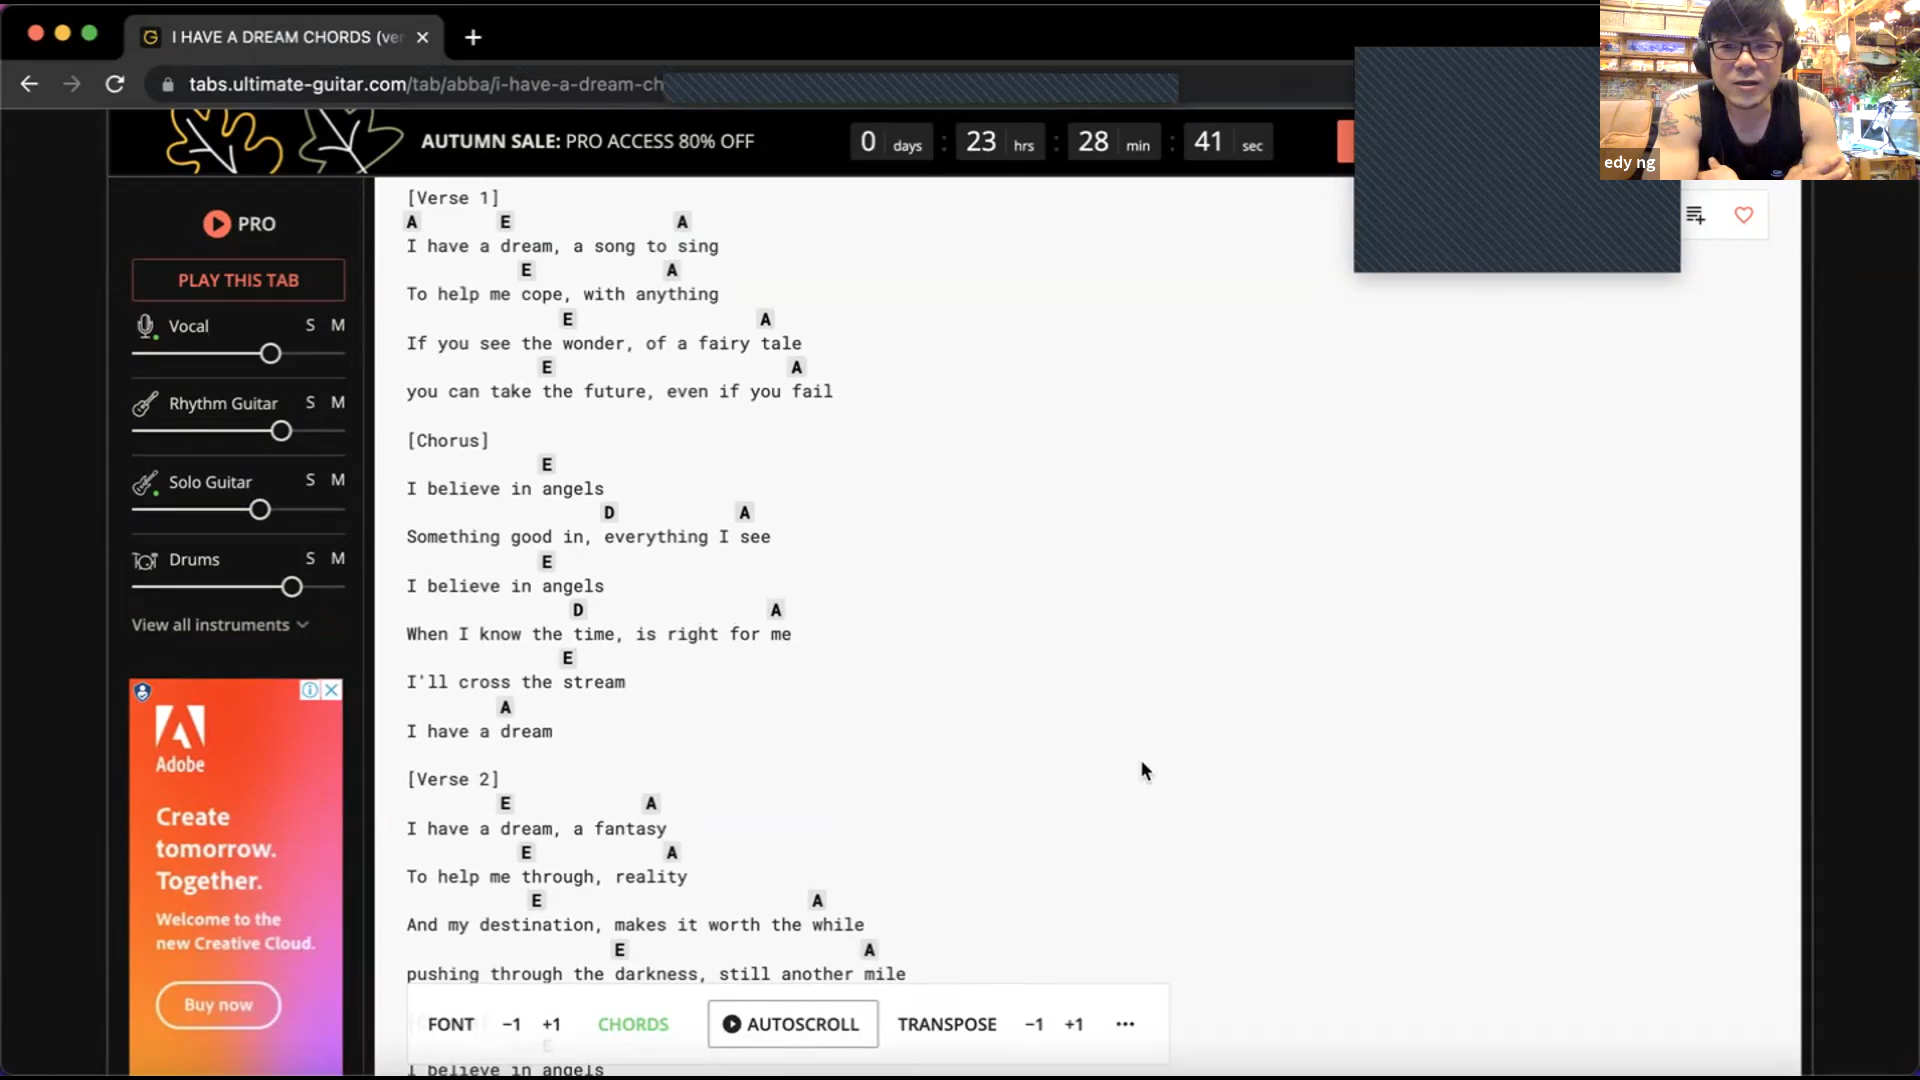 I HAVE A DREAM CHORDS (ver
tabs.ultimate-guitar.com/tab/abba/i-have-a-dream-ch
edy ng
AUTUMN SALE: PRO ACCESS 80% OFF
0 days : 23 hrs : 28 min : 41 sec
PRO
PLAY THIS TAB
Vocal S M
Rhythm Guitar S M
Solo Guitar S M
Drums S M
View all instruments
Adobe
Create
tomorrow.
Together.
Welcome to the
new Creative Cloud.
Buy now
[Verse 1]
A E A
I have a dream, a song to sing
E A
To help me cope, with anything
E A
If you see the wonder, of a fairy tale
E A
you can take the future, even if you fail
[Chorus]
E
I believe in angels
D A
Something good in, everything I see
E
I believe in angels
D A
When I know the time, is right for me
E
I'll cross the stream
A
I have a dream
[Verse 2]
E A
I have a dream, a fantasy
E A
To help me through, reality
E A
And my destination, makes it worth the while
E A
pushing through the darkness, still another mile
FONT −1 +1 CHORDS AUTOSCROLL TRANSPOSE −1 +1 •••
E
I believe in angels